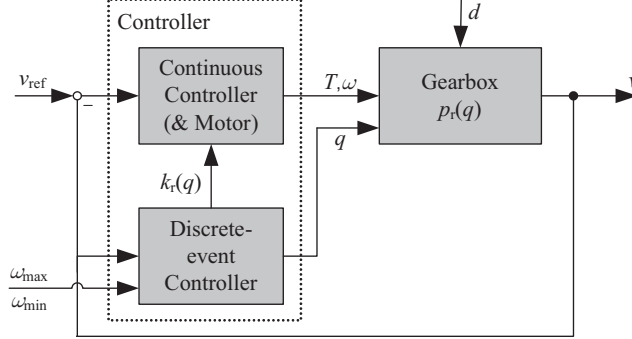 d
Controller
v_ref
−
Continuous
Controller
(& Motor)
T,ω
Gearbox
p_r(q)
v
q
k_r(q)
Discrete-
event
Controller
ω_max
ω_min